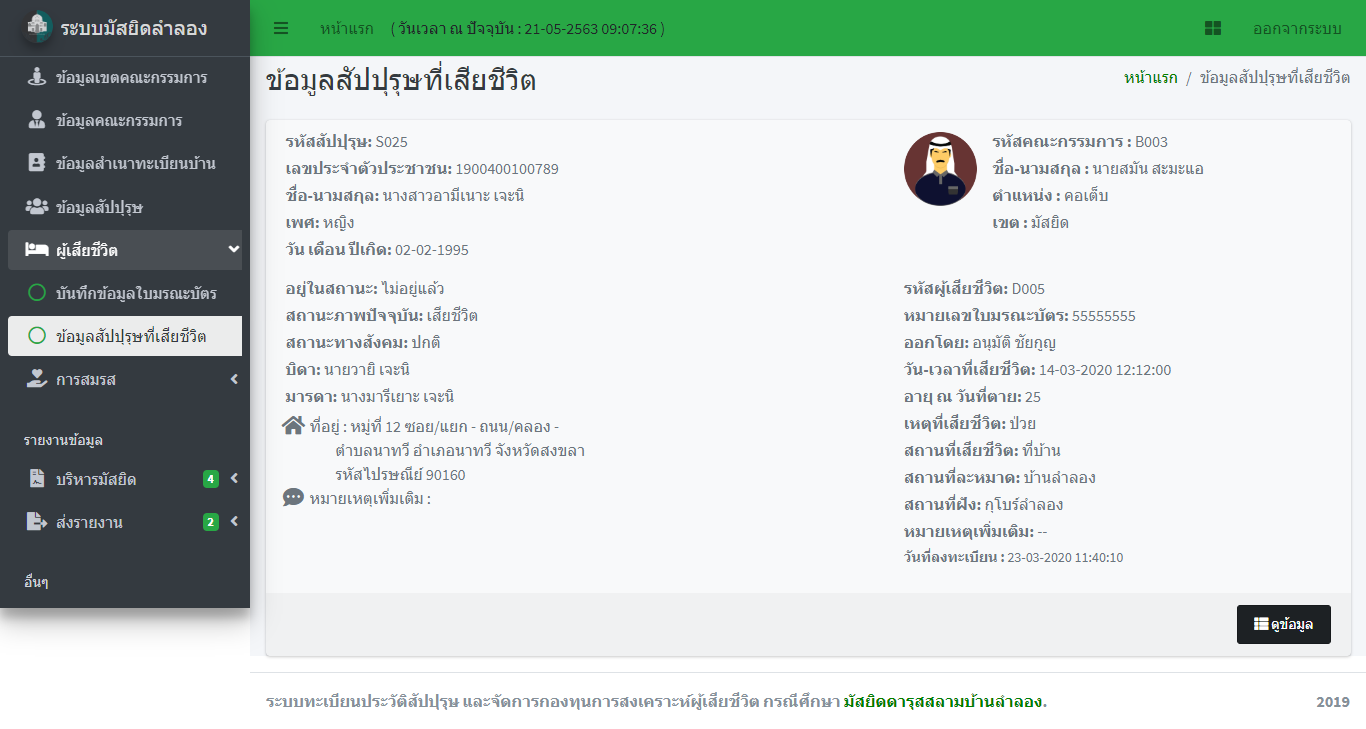 ระบบมัสยิดลำลอง
หน้าแรก ( วันเวลา ณ ปัจจุบัน : 21-05-2563 09:07:36 )
ออกจากระบบ
ข้อมูลเขตคณะกรรมการ
ข้อมูลคณะกรรมการ
ข้อมูลสำเนาทะเบียนบ้าน
ข้อมูลสัปปุรุษ
ผู้เสียชีวิต
บันทึกข้อมูลใบมรณะบัตร
ข้อมูลสัปปุรุษที่เสียชีวิต
การสมรส
รายงานข้อมูล
บริหารมัสยิด 4
ส่งรายงาน 2
อื่นๆ
ข้อมูลสัปปุรุษที่เสียชีวิต
หน้าแรก / ข้อมูลสัปปุรุษที่เสียชีวิต
รหัสสัปปุรุษ: S025
เลขประจำตัวประชาชน: 1900400100789
ชื่อ-นามสกุล: นางสาวอามีเนาะ เจะนิ
เพศ: หญิง
วัน เดือน ปีเกิด: 02-02-1995
รหัสคณะกรรมการ : B003
ชื่อ-นามสกุล : นายสมัน สะมะแอ
ตำแหน่ง : คอเต็บ
เขต : มัสยิด
อยู่ในสถานะ: ไม่อยู่แล้ว
สถานะภาพปัจจุบัน: เสียชีวิต
สถานะทางสังคม: ปกติ
บิดา: นายวายิ เจะนิ
มารดา: นางมารีเยาะ เจะนิ
ที่อยู่ : หมู่ที่ 12 ซอย/แยก - ถนน/คลอง -
ตำบลนาทวี อำเภอนาทวี จังหวัดสงขลา
รหัสไปรษณีย์ 90160
หมายเหตุเพิ่มเติม :
รหัสผู้เสียชีวิต: D005
หมายเลขใบมรณะบัตร: 55555555
ออกโดย: อนุมัติ ชัยกูญ
วัน-เวลาที่เสียชีวิต: 14-03-2020 12:12:00
อายุ ณ วันที่ตาย: 25
เหตุที่เสียชีวิต: ป่วย
สถานที่เสียชีวิต: ที่บ้าน
สถานที่ละหมาด: บ้านลำลอง
สถานที่ฝัง: กุโบร์ลำลอง
หมายเหตุเพิ่มเติม: --
วันที่ลงทะเบียน : 23-03-2020 11:40:10
ดูข้อมูล
ระบบทะเบียนประวัติสัปปุรุษ และจัดการกองทุนการสงเคราะห์ผู้เสียชีวิต กรณีศึกษา มัสยิดดารุสสลามบ้านลำลอง.
2019